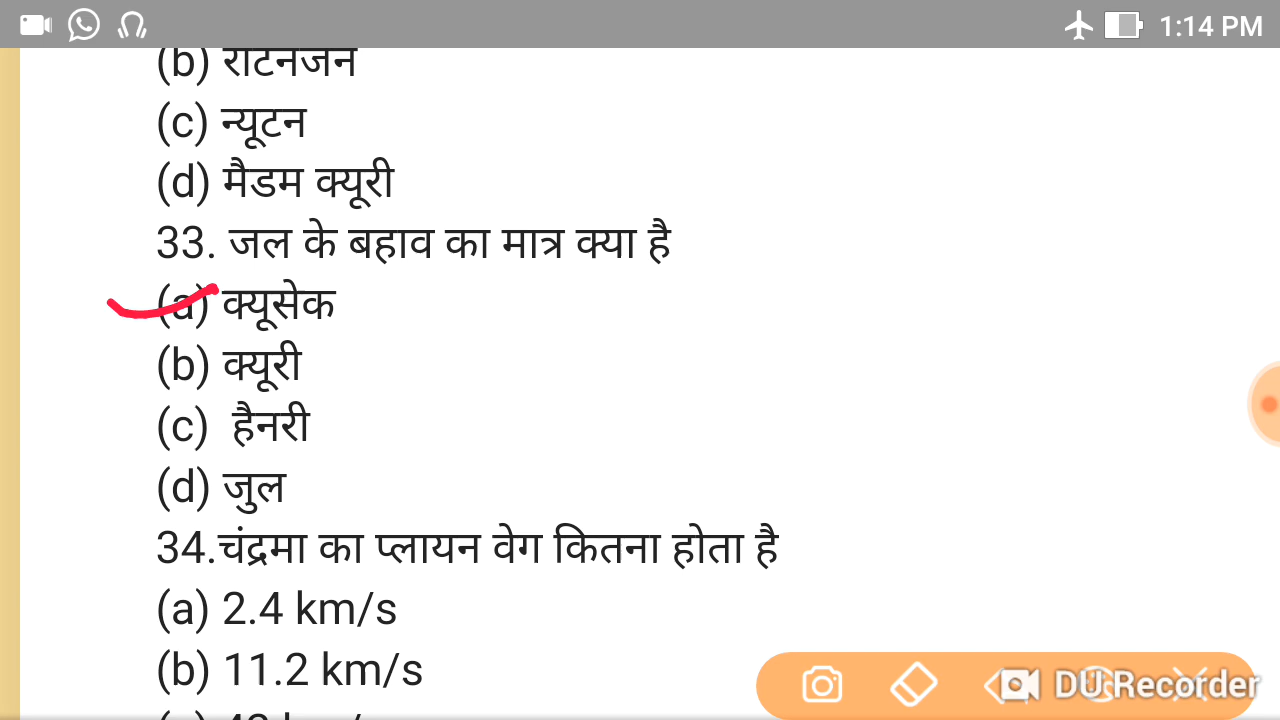 1:14 PM
(b) रॉटनजन
(c) न्यूटन
(d) मैडम क्यूरी
33. जल के बहाव का मात्र क्या है
(a) क्यूसेक
(b) क्यूरी
(c) हैनरी
(d) जुल
34.चंद्रमा का प्लायन वेग कितना होता है
(a) 2.4 km/s
(b) 11.2 km/s
DU Recorder